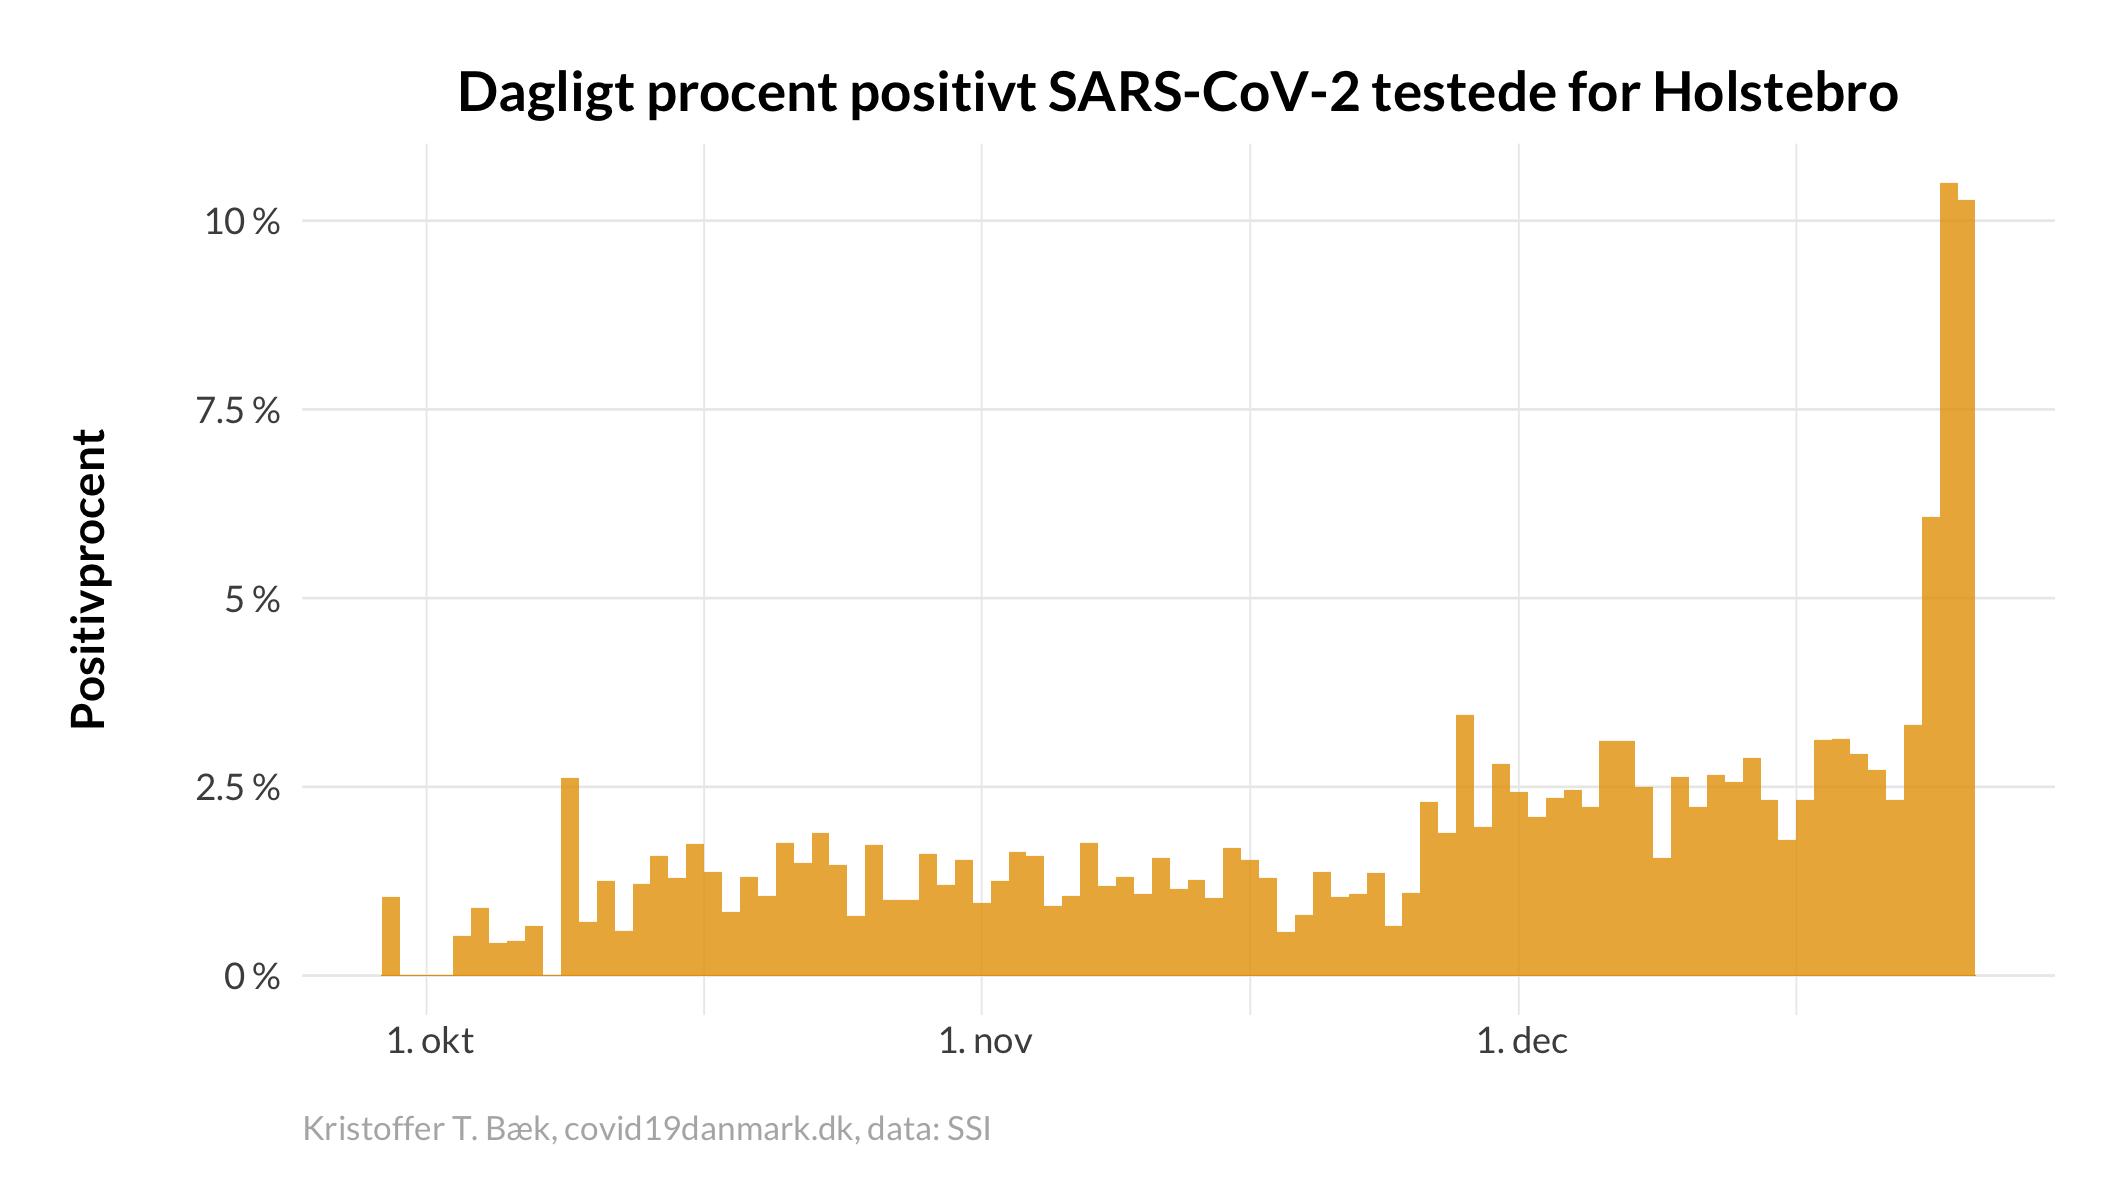 Dagligt procent positivt SARS-CoV-2 testede for Holstebro
Positivprocent
10 %
7.5 %
5 %
2.5 %
0 %
1. okt
1. nov
1. dec
Kristoffer T. Bæk, covid19danmark.dk, data: SSI